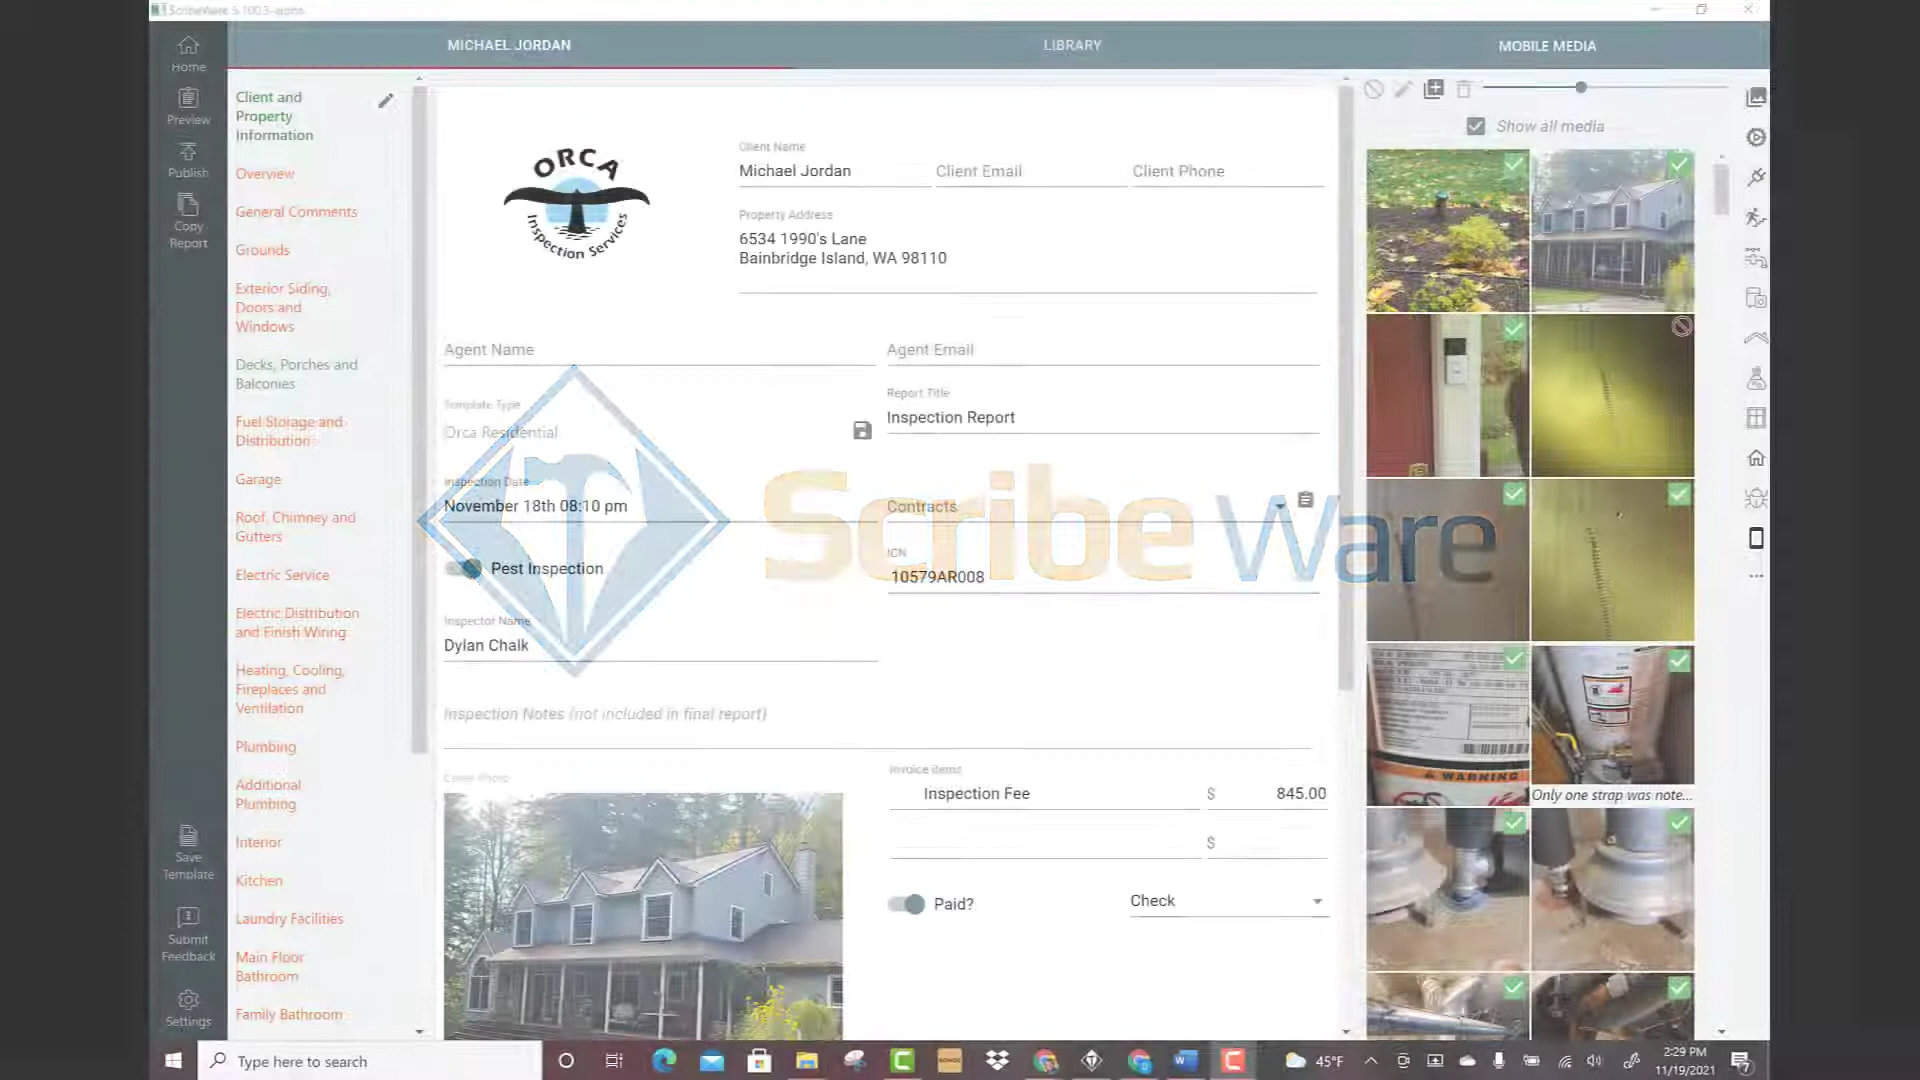 ScribeWare 5.100.3-alpha
MICHAEL JORDAN
LIBRARY
MOBILE MEDIA
Home
Preview
Publish
Copy
Report
Save
Template
Submit
Feedback
Settings
Client and
Property
Information
Overview
General Comments
Grounds
Exterior Siding,
Doors and
Windows
Decks, Porches and
Balconies
Fuel Storage and
Distribution
Garage
Roof, Chimney and
Gutters
Electric Service
Electric Distribution
and Finish Wiring
Heating, Cooling,
Fireplaces and
Ventilation
Plumbing
Additional
Plumbing
Interior
Kitchen
Laundry Facilities
Main Floor
Bathroom
Family Bathroom
ORCA
Inspection Services
Client Name
Michael Jordan
Client Email
Client Phone
Property Address
6534 1990's Lane
Bainbridge Island, WA 98110
Agent Name
Agent Email
Template Type
Orca Residential
Report Title
Inspection Report
Inspection Date
November 18th 08:10 pm
Contracts
Scribe Ware
Pest Inspection
ICN
10579AR008
Inspector Name
Dylan Chalk
Inspection Notes (not included in final report)
Cover Photo
Invoice Items
Inspection Fee
$ 845.00
$
Paid?
Check
Show all media
WARNING
Only one strap was note...
Type here to search
45°F
2:29 PM
11/19/2021
7